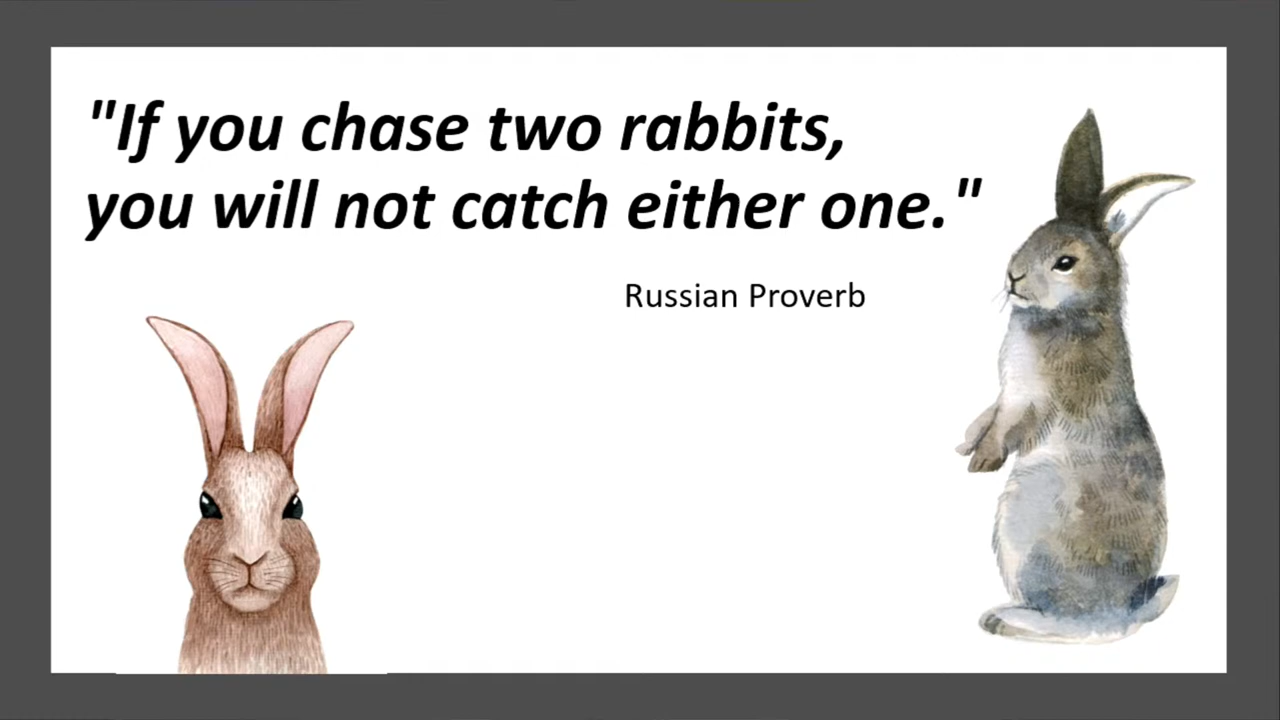 "If you chase two rabbits,
you will not catch either one."
Russian Proverb